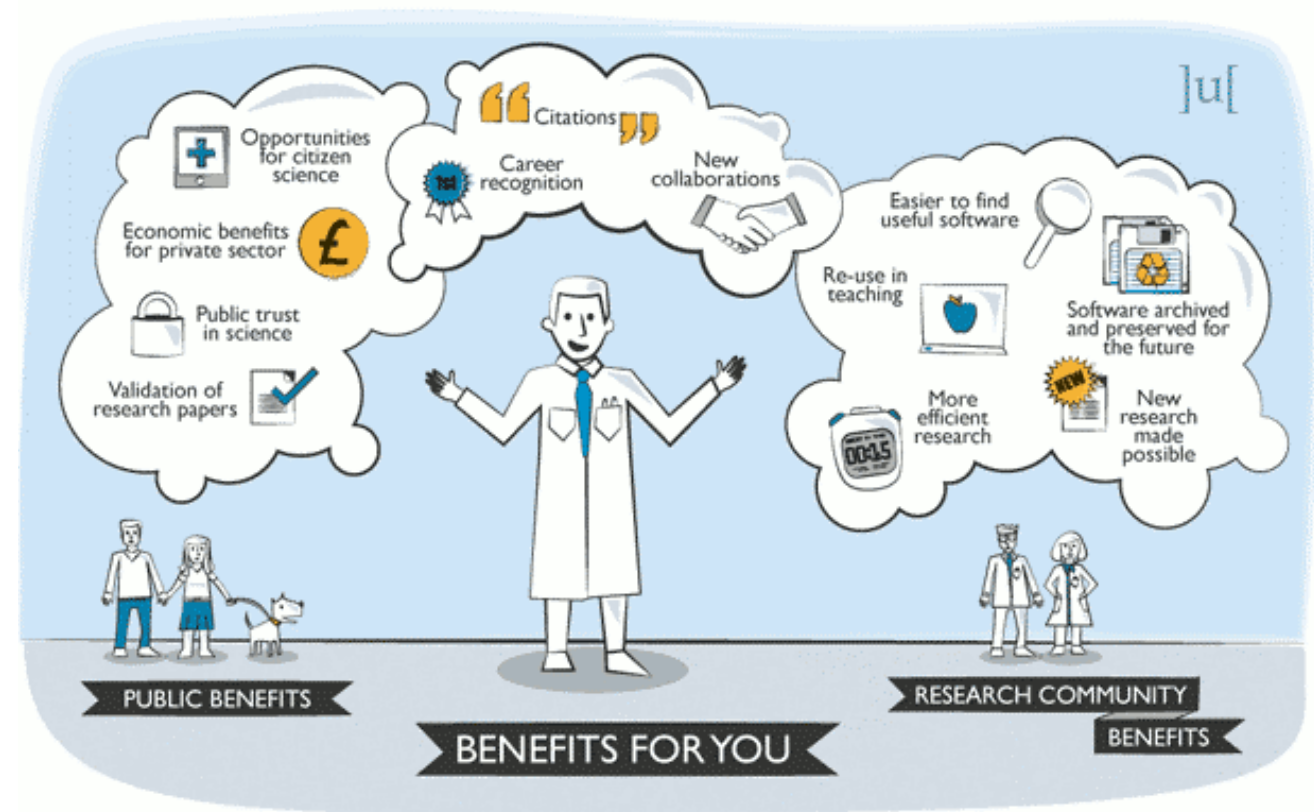 ]u[
Opportunities
for citizen
science
Economic benefits
for private sector
£
Public trust
in science
Validation of
research papers
“ Citations ”
1st
Career
recognition
New
collaborations
Easier to find
useful software
Re-use in
teaching
Software archived
and preserved for
the future
More
efficient
research
00:15
NEW
New
research
made
possible
PUBLIC BENEFITS
BENEFITS FOR YOU
RESEARCH COMMUNITY
BENEFITS